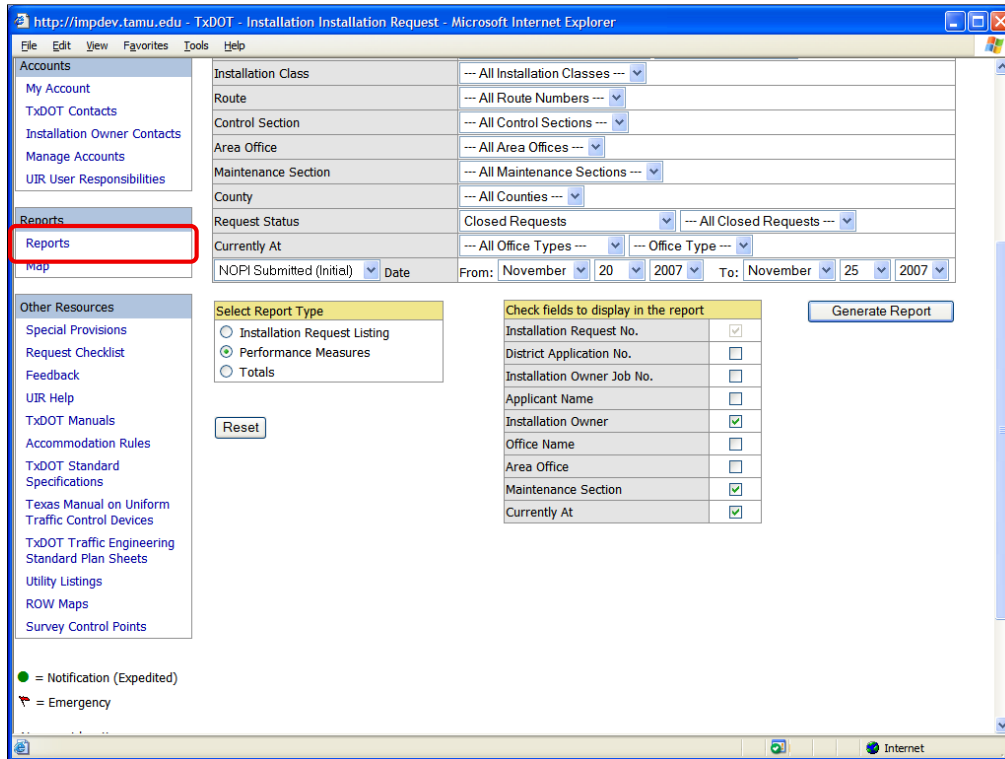 http://impdev.tamu.edu - TxDOT - Installation Installation Request - Microsoft Internet Explorer
File Edit View Favorites Tools Help
Accounts
My Account
TxDOT Contacts
Installation Owner Contacts
Manage Accounts
UIR User Responsibilities
Reports
Reports
Map
Other Resources
Special Provisions
Request Checklist
Feedback
UIR Help
TxDOT Manuals
Accommodation Rules
TxDOT Standard
Specifications
Texas Manual on Uniform
Traffic Control Devices
TxDOT Traffic Engineering
Standard Plan Sheets
Utility Listings
ROW Maps
Survey Control Points
= Notification (Expedited)
= Emergency
Installation Class --- All Installation Classes ---
Route --- All Route Numbers ---
Control Section --- All Control Sections ---
Area Office --- All Area Offices ---
Maintenance Section --- All Maintenance Sections ---
County --- All Counties ---
Request Status Closed Requests --- All Closed Requests ---
Currently At --- All Office Types --- --- Office Type ---
NOPI Submitted (Initial) Date From: November 20 2007 To: November 25 2007
Select Report Type
Installation Request Listing
Performance Measures
Totals
Reset
Check fields to display in the report
Installation Request No.
District Application No.
Installation Owner Job No.
Applicant Name
Installation Owner
Office Name
Area Office
Maintenance Section
Currently At
Generate Report
Internet